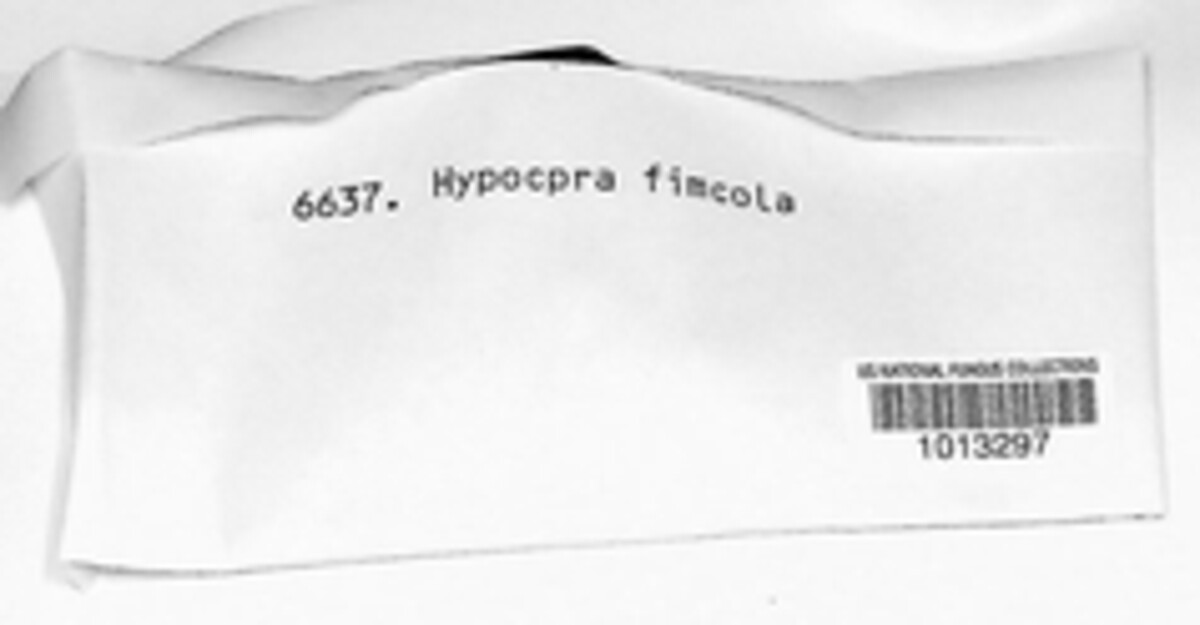 6637. Hypocpra fimcola
US NATIONAL FUNGUS COLLECTIONS
1013297